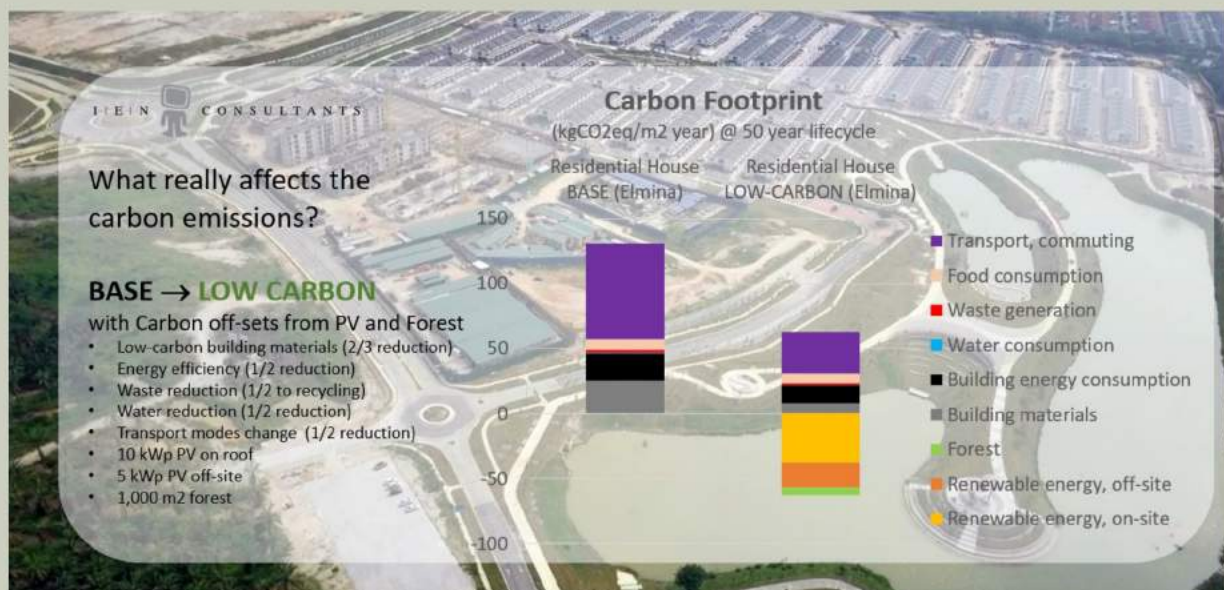 I|E|N CONSULTANTS
What really affects the
carbon emissions?
BASE → LOW CARBON
with Carbon off-sets from PV and Forest
• Low-carbon building materials (2/3 reduction)
• Energy efficiency (1/2 reduction)
• Waste reduction (1/2 to recycling)
• Water reduction (1/2 reduction)
• Transport modes change (1/2 reduction)
• 10 kWp PV on roof
• 5 kWp PV off-site
• 1,000 m2 forest
Carbon Footprint
(kgCO2eq/m2 year) @ 50 year lifecycle
Residential House
BASE (Elmina)
Residential House
LOW-CARBON (Elmina)
150
100
50
0
-50
-100
Transport, commuting
Food consumption
Waste generation
Water consumption
Building energy consumption
Building materials
Forest
Renewable energy, off-site
Renewable energy, on-site